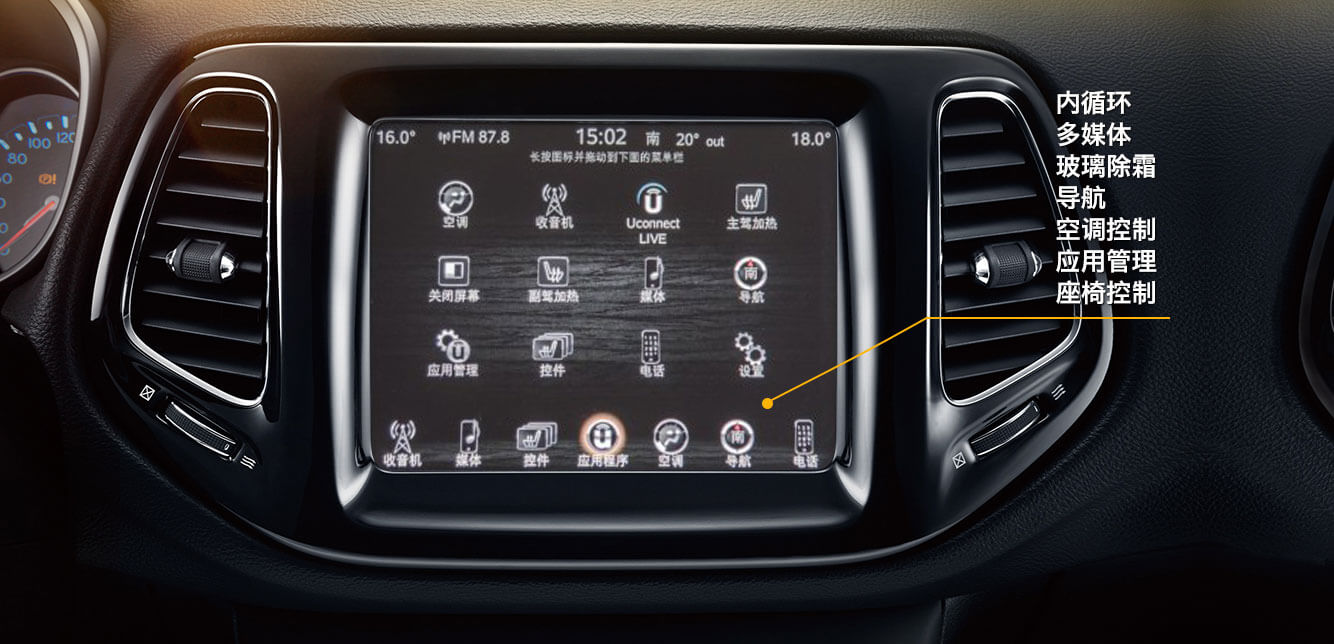 16.0° FM 87.8 15:02 南 20° out 18.0°
长按图标并拖动到下面的菜单栏
空调 收音机 Uconnect LIVE 主驾加热
关闭屏幕 副驾加热 媒体 南 导航
应用管理 控件 电话 设置
收音机 媒体 控件 应用程序 空调 南 导航 电话
内循环
多媒体
玻璃除霜
导航
空调控制
应用管理
座椅控制
80 100 120